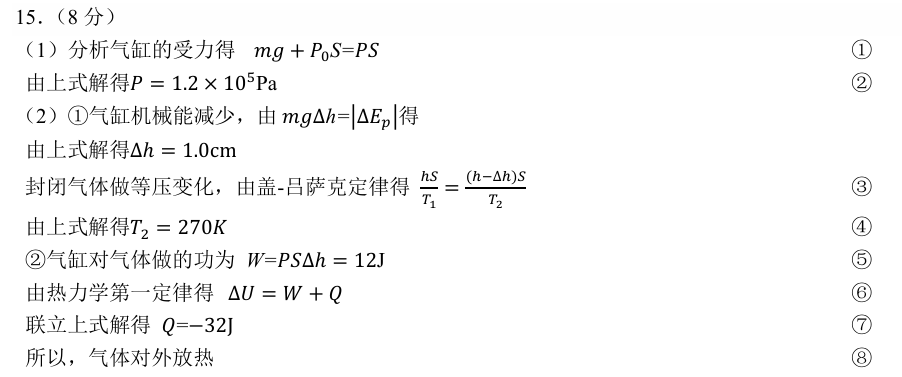 15.（8 分）
（1）分析气缸的受力得 mg + P₀S=PS ①
由上式解得P = 1.2 × 10⁵Pa ②
（2）①气缸机械能减少，由 mgΔh=|ΔEₚ|得
由上式解得Δh = 1.0cm
封闭气体做等压变化，由盖-吕萨克定律得 hS/T₁ = (h−Δh)S/T₂ ③
由上式解得T₂ = 270K ④
②气缸对气体做的功为 W=PSΔh = 12J ⑤
由热力学第一定律得 ΔU = W + Q ⑥
联立上式解得 Q=−32J ⑦
所以，气体对外放热 ⑧